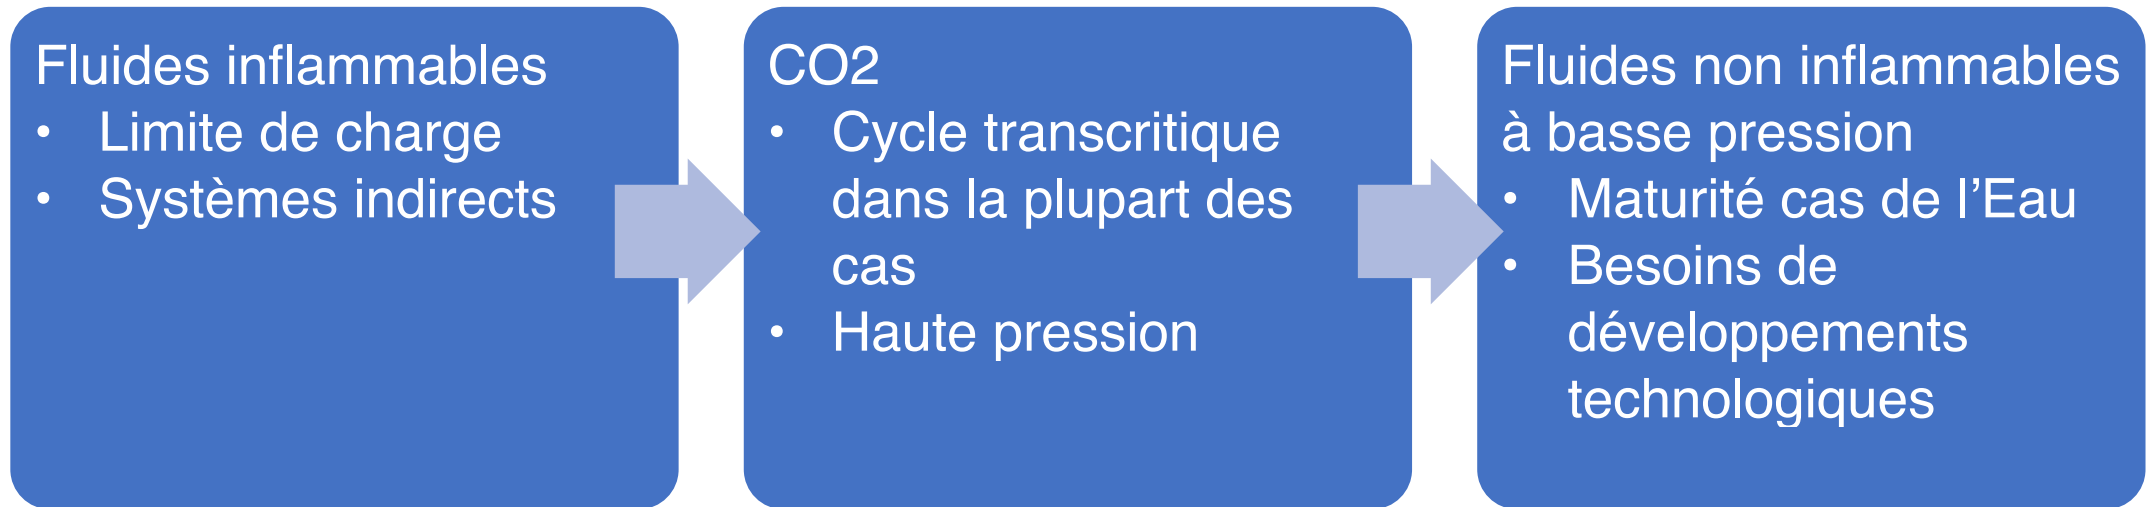 Fluides inflammables
• Limite de charge
• Systèmes indirects
CO2
• Cycle transcritique
dans la plupart des
cas
• Haute pression
Fluides non inflammables
à basse pression
• Maturité cas de l’Eau
• Besoins de
développements
technologiques